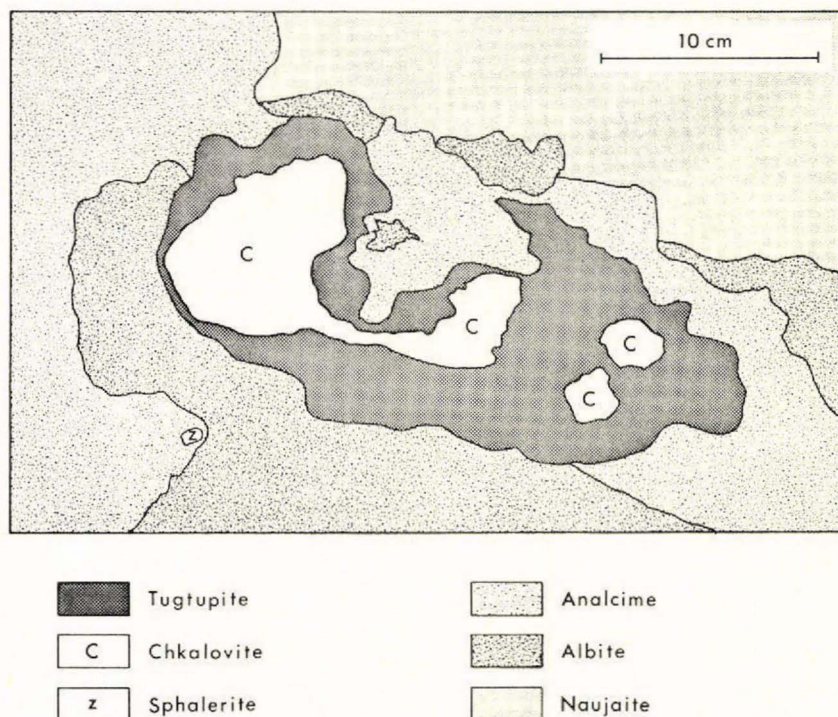 10 cm
C
C
C
C
z
Tugtupite
Analcime
C Chkalovite
Albite
z Sphalerite
Naujaite